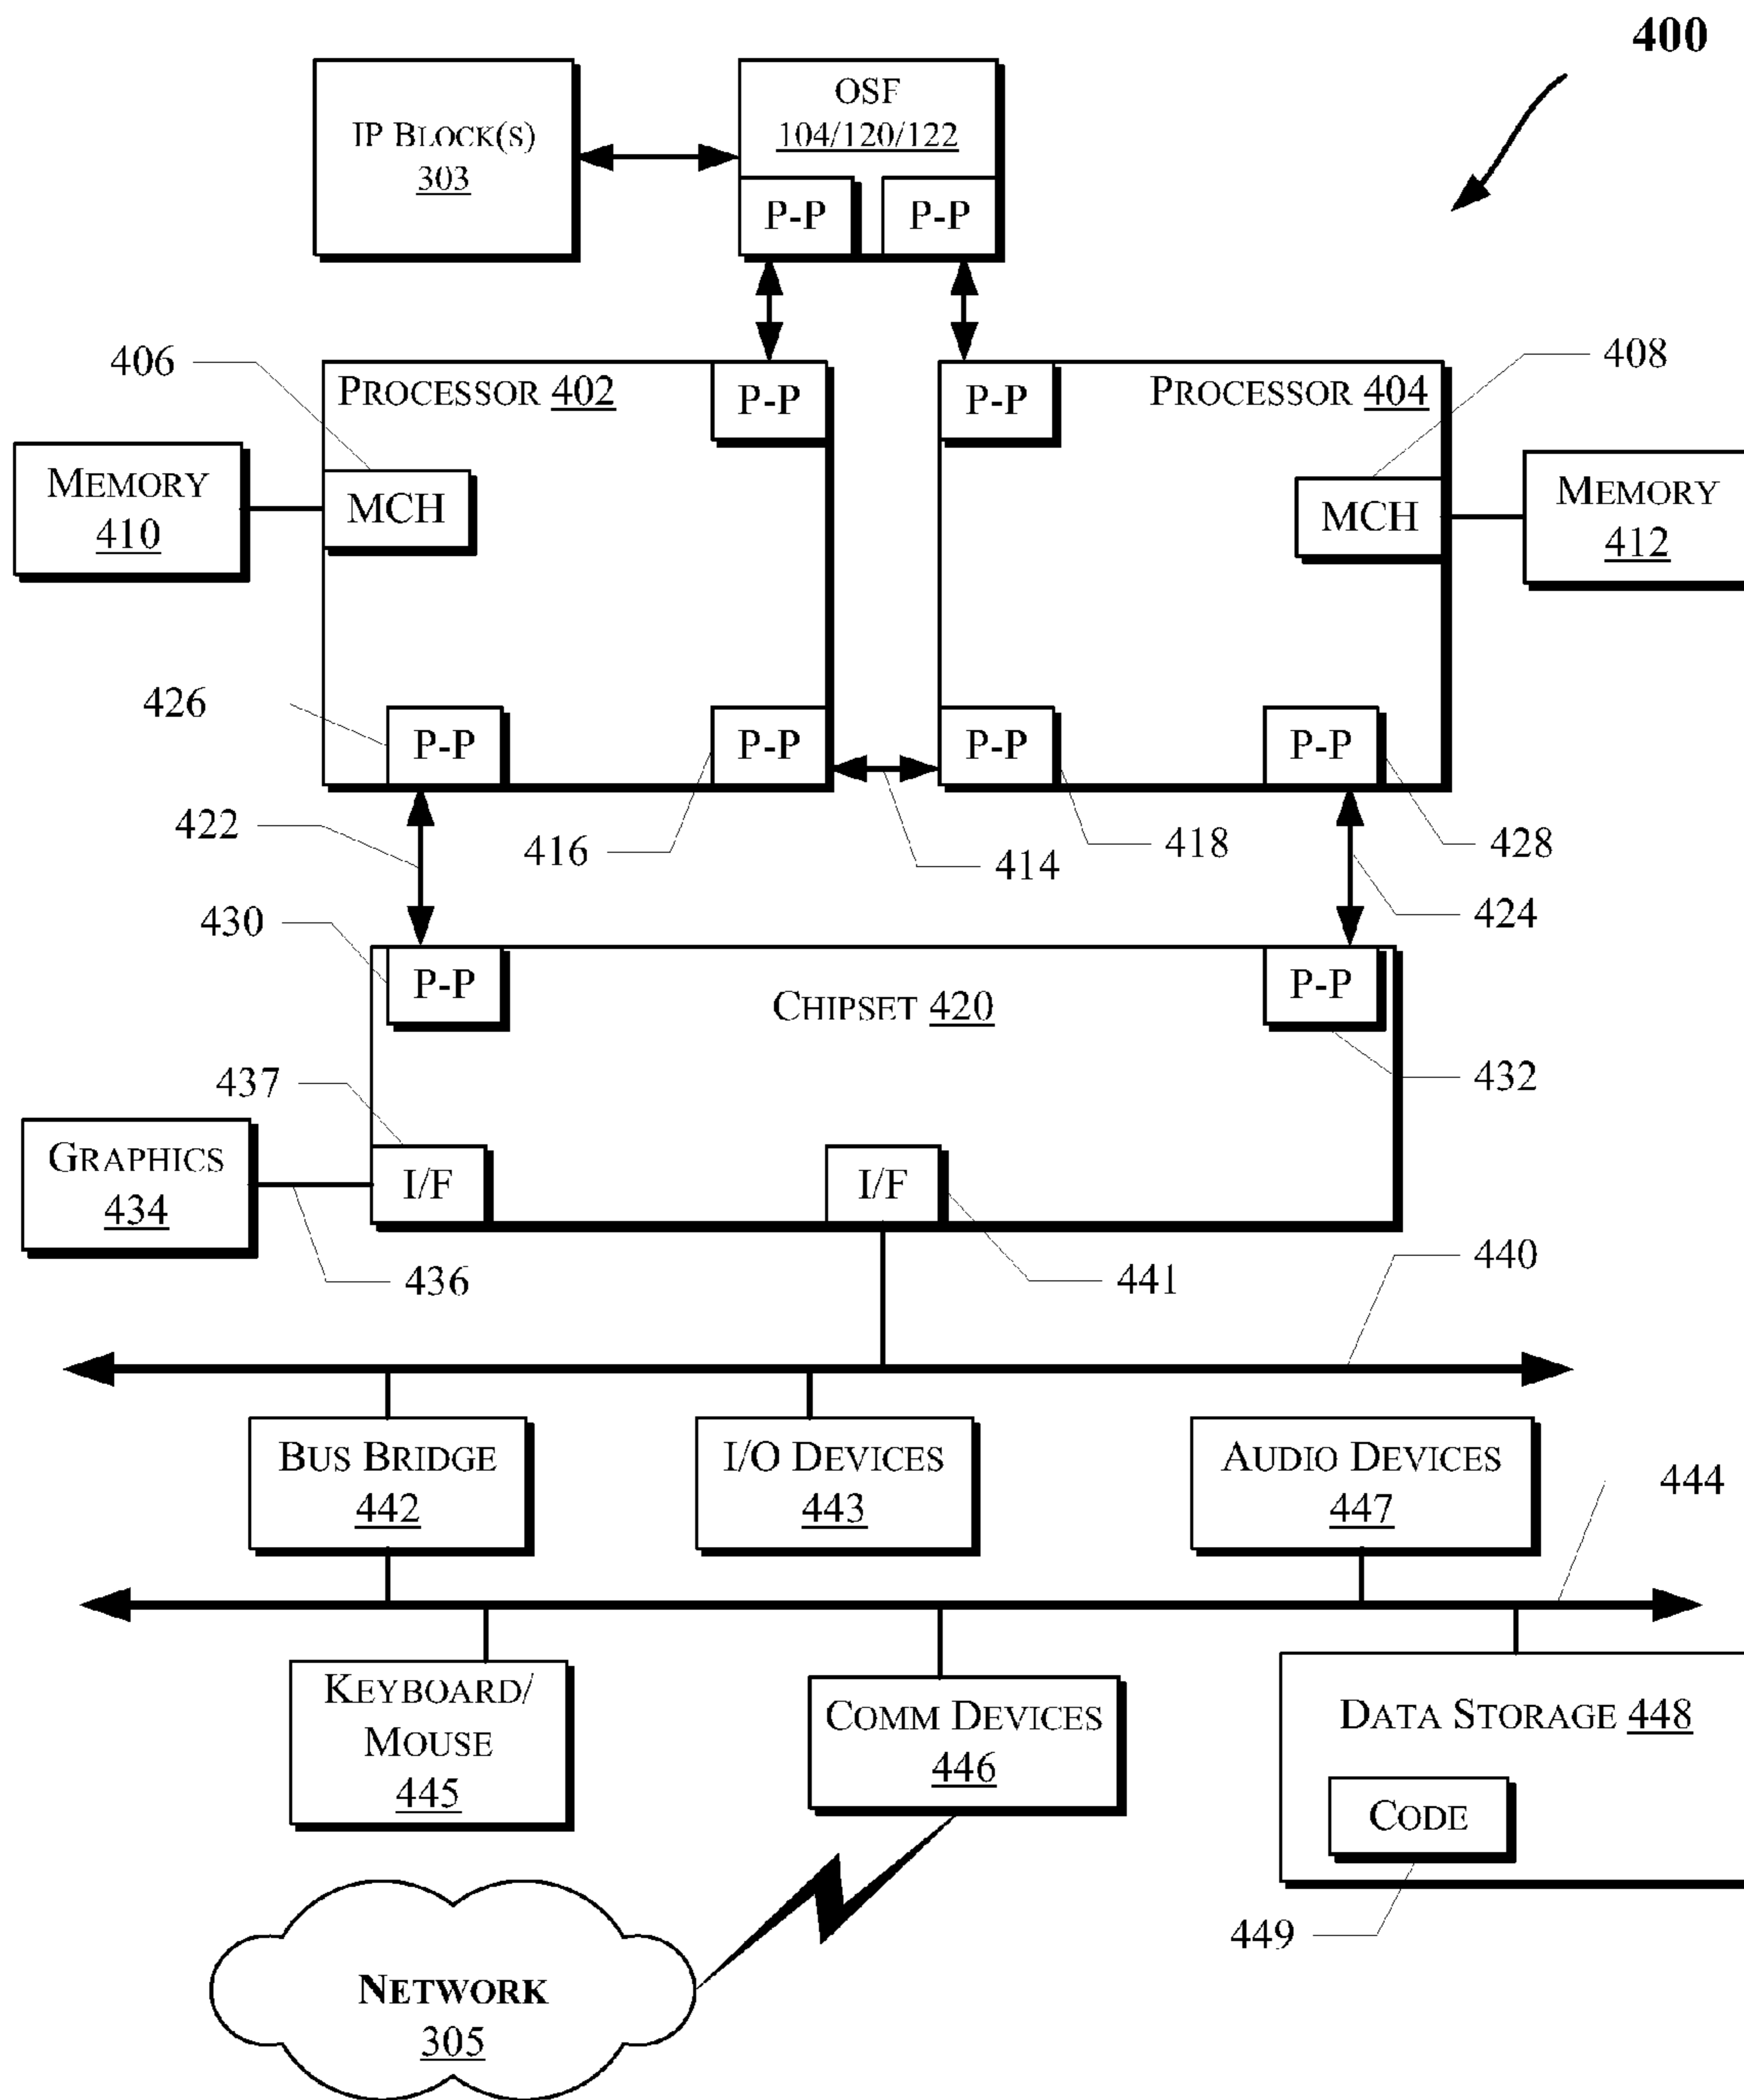 400
IP BLOCK(S)
303
OSF
104/120/122
P-P
P-P
406
PROCESSOR 402
P-P
P-P
PROCESSOR 404
408
MEMORY
410
MCH
MCH
MEMORY
412
426
P-P
P-P
P-P
P-P
422
416
414
418
428
424
430
P-P
CHIPSET 420
P-P
432
437
GRAPHICS
434
I/F
I/F
436
441
440
BUS BRIDGE
442
I/O DEVICES
443
AUDIO DEVICES
447
444
KEYBOARD/
MOUSE
445
COMM DEVICES
446
DATA STORAGE 448
CODE
449
NETWORK
305